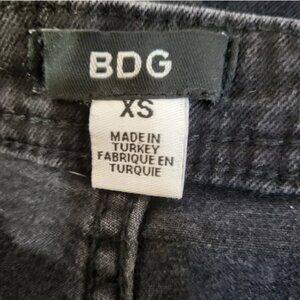 BDG
XS
MADE IN
TURKEY
FABRIQUE EN
TURQUIE